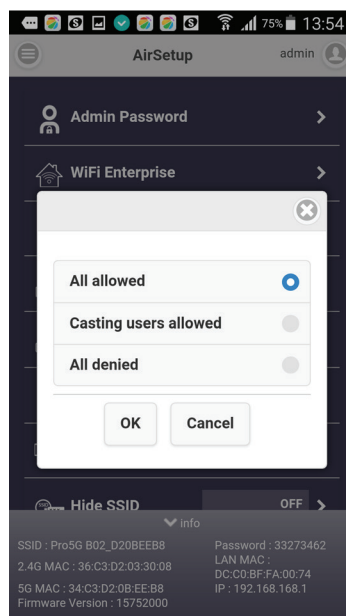 75% 13:54
AirSetup admin
Admin Password
WiFi Enterprise
All allowed
Casting users allowed
All denied
OK Cancel
Hide SSID OFF
info
SSID : Pro5G B02_D20BEEB8 Password : 33273462
2.4G MAC : 36:C3:D2:03:30:08 LAN MAC :
DC:C0:BF:FA:00:74
5G MAC : 34:C3:D2:0B:EE:B8 IP : 192.168.168.1
Firmware Version : 15752000